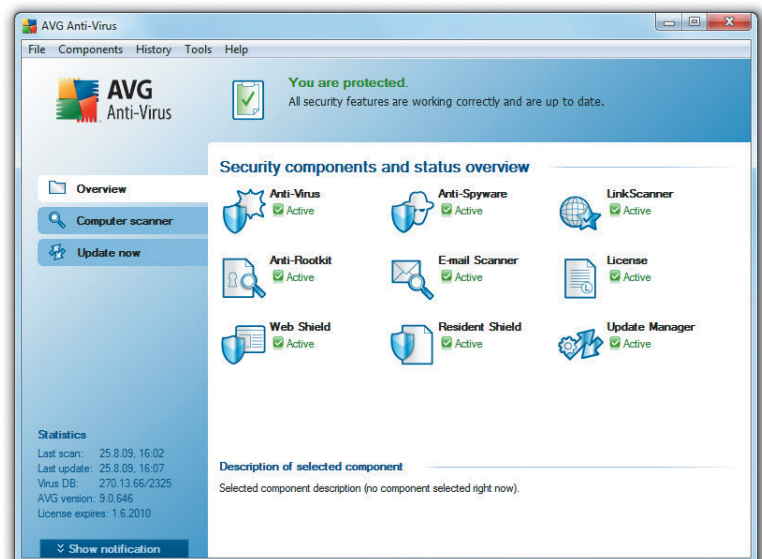 AVG Anti-Virus
File Components History Tools Help
AVG
Anti-Virus
You are protected.
All security features are working correctly and are up to date.
Security components and status overview
Overview
Computer scanner
Update now
Anti-Virus
Active
Anti-Spyware
Active
LinkScanner
Active
Anti-Rootkit
Active
E-mail Scanner
Active
License
Active
Web Shield
Active
Resident Shield
Active
Update Manager
Active
Statistics
Last scan: 25.8.09, 16:02
Last update: 25.8.09, 16:07
Virus DB: 270.13.66/2325
AVG version: 9.0.646
License expires: 1.6.2010
Show notification
Description of selected component
Selected component description (no component selected right now).